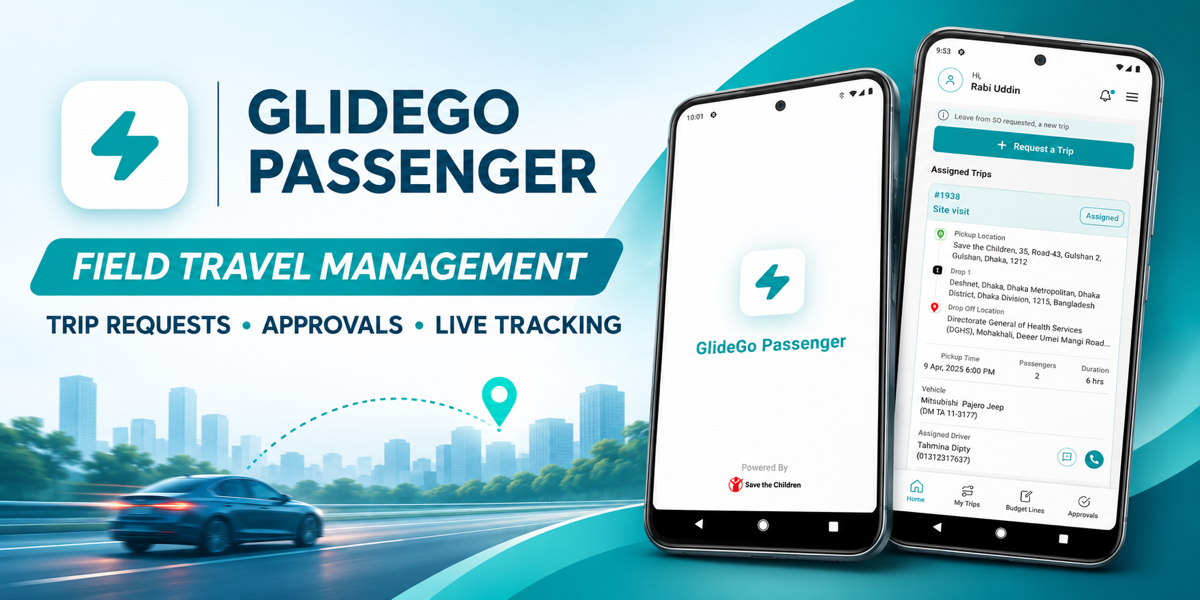 GLIDEGO
PASSENGER
FIELD TRAVEL MANAGEMENT
TRIP REQUESTS • APPROVALS • LIVE TRACKING
10:01
GlideGo Passenger
Powered By
Save the Children
9:53
Hi,
Rabi Uddin
Leave from SO requested, a new trip
+ Request a Trip
Assigned Trips
#1938
Site visit
Assigned
Pickup Location
Save the Children, 35, Road-43, Gulshan 2,
Gulshan, Dhaka, 1212
1
Drop 1
Deshnet, Dhaka, Dhaka Metropolitan, Dhaka
District, Dhaka Division, 1215, Bangladesh
Drop Off Location
Directorate General of Health Services
(DGHS), Mohakhali, Deeer Umei Mangi Road...
Pickup Time
9 Apr, 2025 6:00 PM
Passengers
2
Duration
6 hrs
Vehicle
Mitsubishi Pajero Jeep
(DM TA 11-3177)
Assigned Driver
Tahmina Dipty
(01312317637)
Home
My Trips
Budget Lines
Approvals